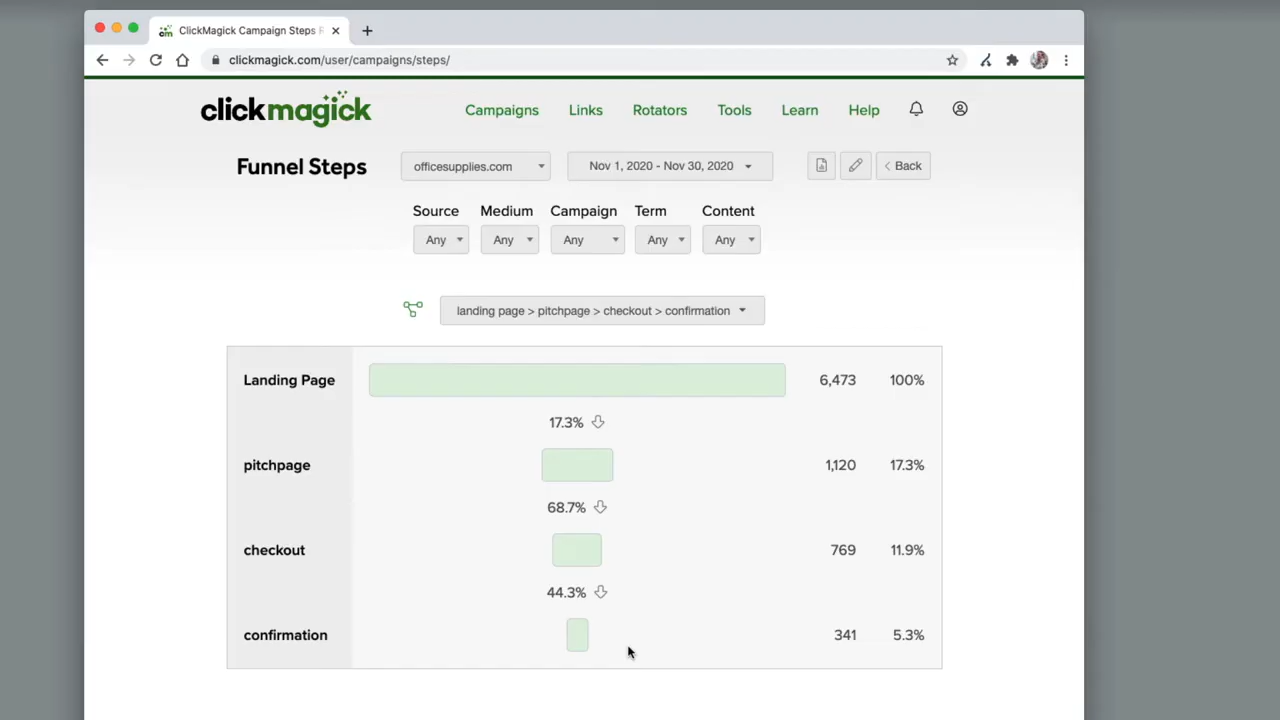 ClickMagick Campaign Steps
clickmagick.com/user/campaigns/steps/
clickmagick
Campaigns Links Rotators Tools Learn Help
Funnel Steps officesupplies.com Nov 1, 2020 - Nov 30, 2020 Back
Source Medium Campaign Term Content
Any Any Any Any Any
landing page > pitchpage > checkout > confirmation
Landing Page 6,473 100%
17.3%
pitchpage 1,120 17.3%
68.7%
checkout 769 11.9%
44.3%
confirmation 341 5.3%